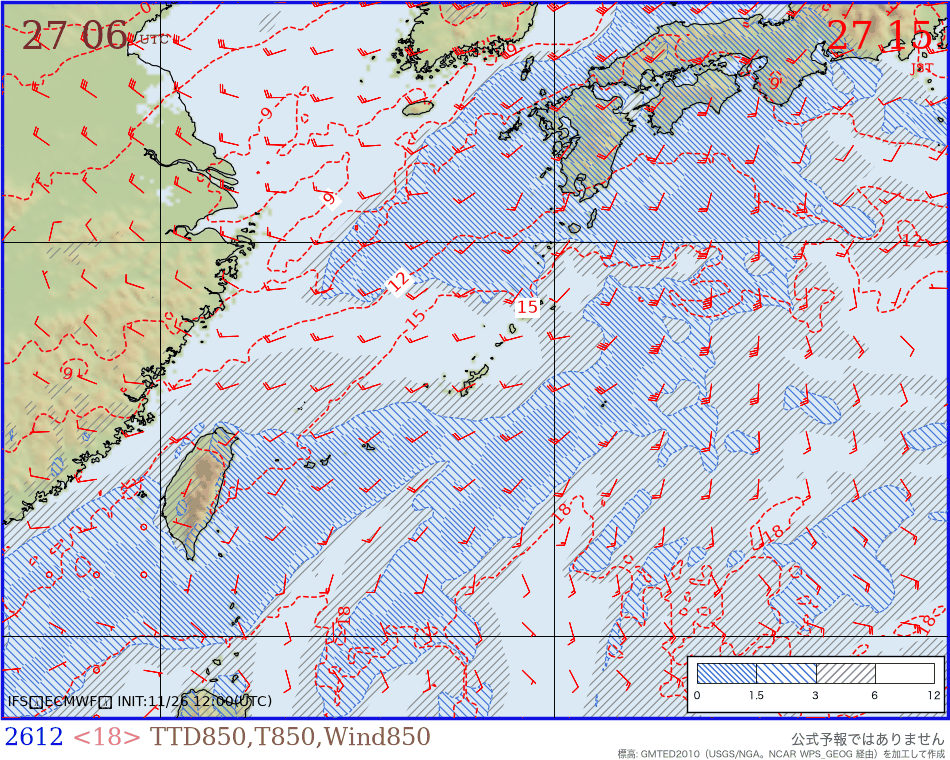 27 06 UTC
27 15 JST
9
9
9
9
12
12
15
15
9
18
18
18
18
IFS ECMWF INIT:11/26 12:00(UTC)
0 1.5 3 6 12
2612 <18> TTD850,T850,Wind850
公式予報ではありません
標高: GMTED2010（USGS/NGA。NCAR WPS_GEOG 経由）を加工して作成